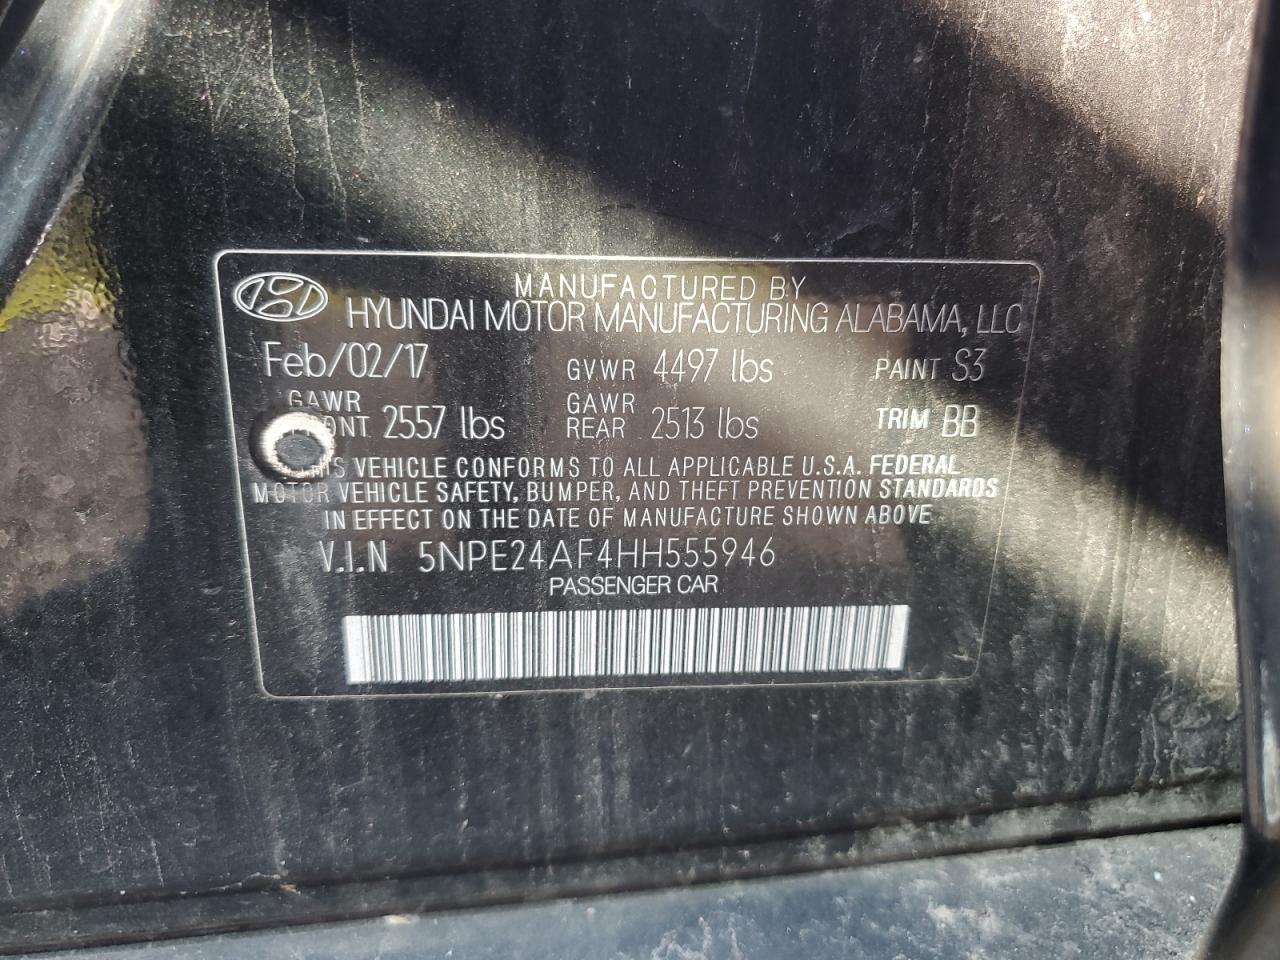 MANUFACTURED BY
HYUNDAI MOTOR MANUFACTURING ALABAMA, LLC
Feb/02/17 GVWR 4497 lbs PAINT S3
GAWR GAWR
2557 lbs REAR 2513 lbs TRIM BB
VEHICLE CONFORMS TO ALL APPLICABLE U.S.A. FEDERAL
MOTOR VEHICLE SAFETY, BUMPER, AND THEFT PREVENTION STANDARDS
IN EFFECT ON THE DATE OF MANUFACTURE SHOWN ABOVE
V.I.N 5NPE24AF4HH555946
PASSENGER CAR